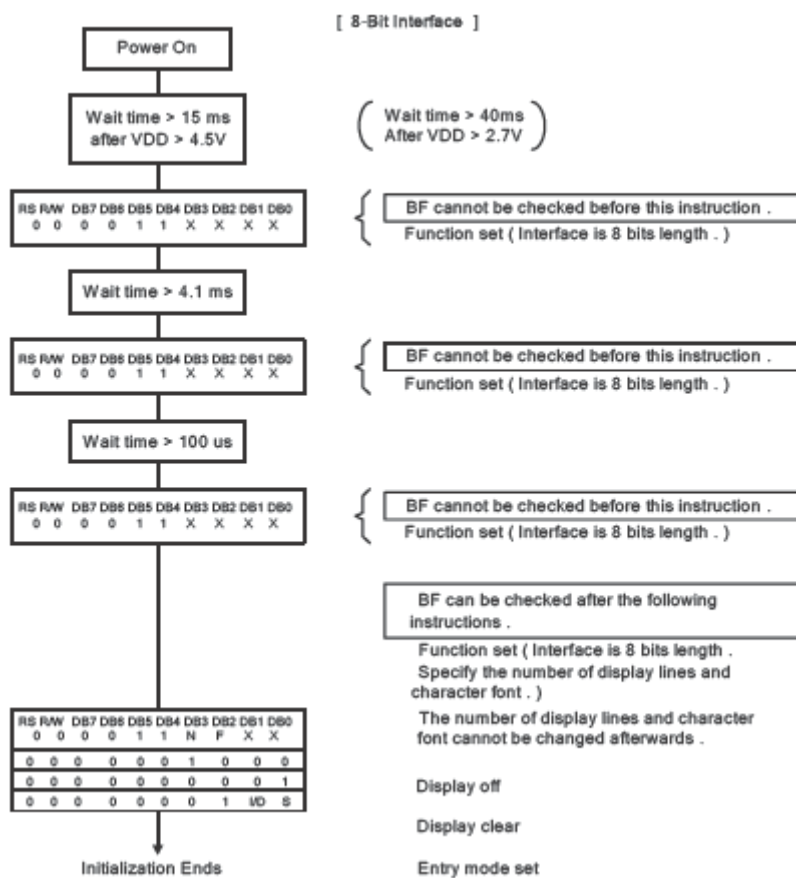 [ 8-Bit Interface ]
Power On
Wait time > 15 ms
after VDD > 4.5V
Wait time > 40ms
After VDD > 2.7V
RS R/W DB7 DB6 DB5 DB4 DB3 DB2 DB1 DB0
0 0 0 0 1 1 X X X X
BF cannot be checked before this instruction .
Function set ( Interface is 8 bits length . )
Wait time > 4.1 ms
RS R/W DB7 DB6 DB5 DB4 DB3 DB2 DB1 DB0
0 0 0 0 1 1 X X X X
BF cannot be checked before this instruction .
Function set ( Interface is 8 bits length . )
Wait time > 100 us
RS R/W DB7 DB6 DB5 DB4 DB3 DB2 DB1 DB0
0 0 0 0 1 1 X X X X
BF cannot be checked before this instruction .
Function set ( Interface is 8 bits length . )
BF can be checked after the following
instructions .
Function set ( Interface is 8 bits length .
Specify the number of display lines and
character font . )
The number of display lines and character
font cannot be changed afterwards .
RS R/W DB7 DB6 DB5 DB4 DB3 DB2 DB1 DB0
0 0 0 0 1 1 N F X X
0 0 0 0 0 0 1 0 0 0
0 0 0 0 0 0 0 0 0 1
0 0 0 0 0 0 0 1 I/D S
Display off
Display clear
Entry mode set
Initialization Ends